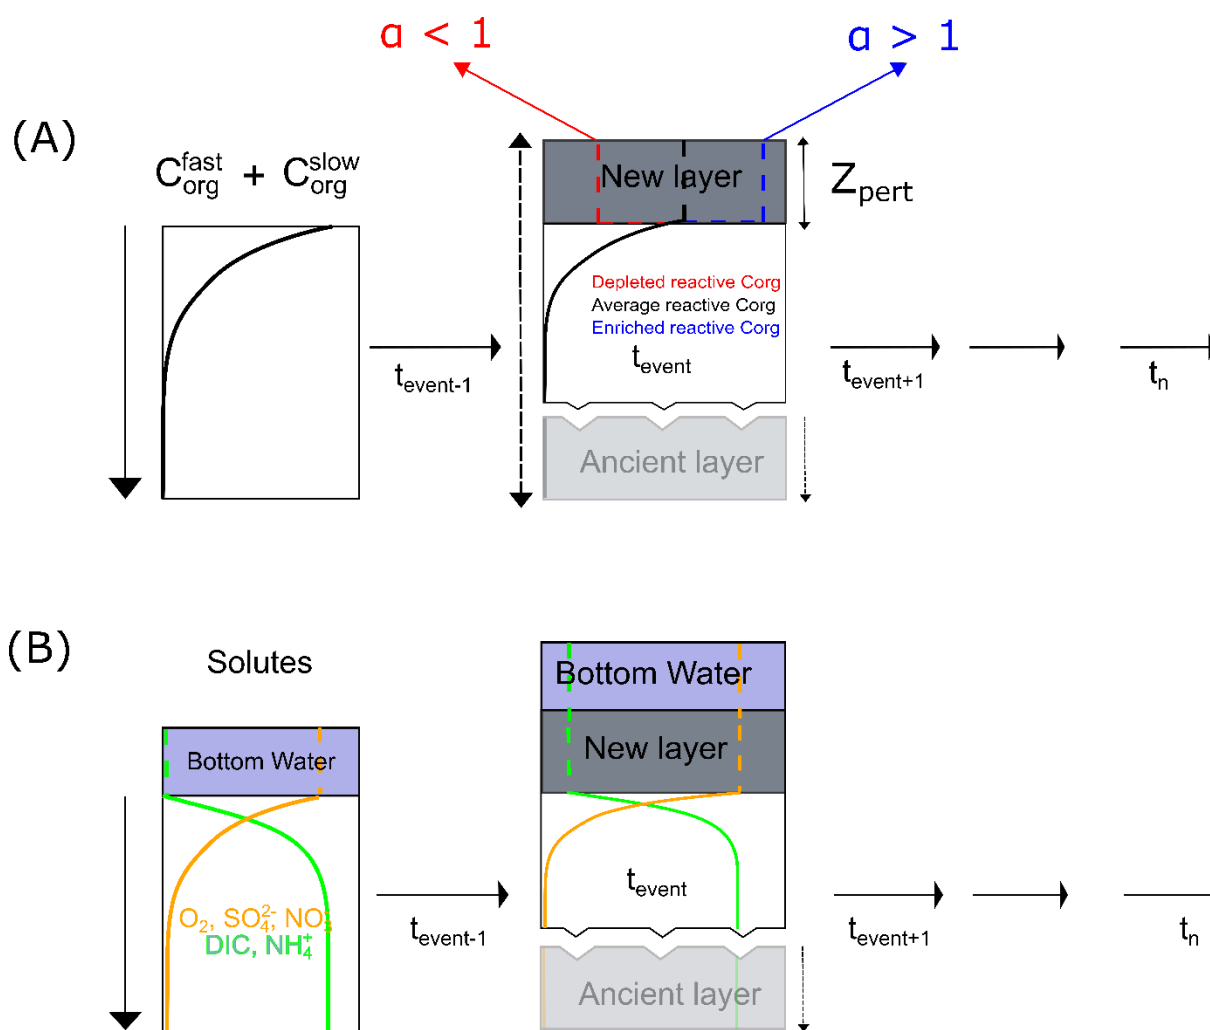 α < 1
α > 1
(A)
C_org^fast + C_org^slow
New layer
Z_pert
Depleted reactive Corg
Average reactive Corg
Enriched reactive Corg
t_event-1
t_event
t_event+1
t_n
Ancient layer
(B)
Solutes
Bottom Water
Bottom Water
New layer
O₂, SO₄²⁻, NO₃⁻
DIC, NH₄⁺
t_event-1
t_event
t_event+1
t_n
Ancient layer